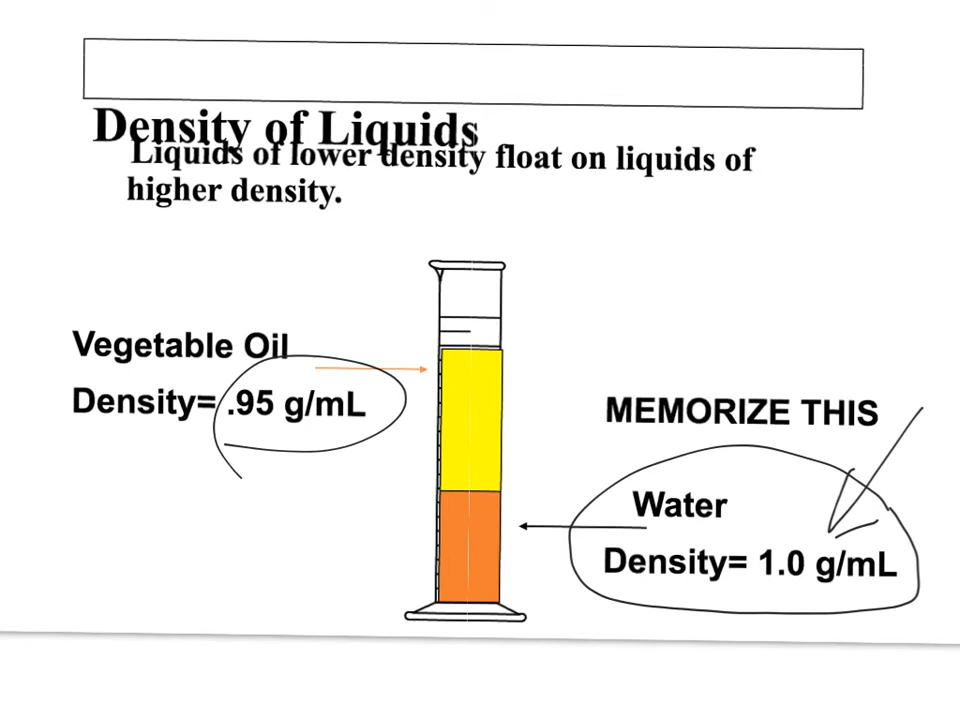 Density of Liquids
Liquids of lower density float on liquids of
higher density.
Vegetable Oil
Density= .95 g/mL
MEMORIZE THIS
Water
Density= 1.0 g/mL